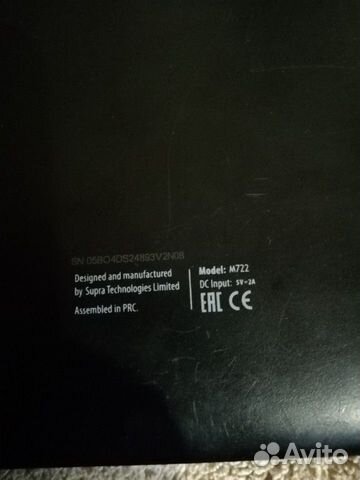 SN 05BO4DS24893V2N0B
Designed and manufactured
by Supra Technologies Limited
Assembled in PRC.
Model: M722
DC Input: 5V=2A
EAC CE
Avito